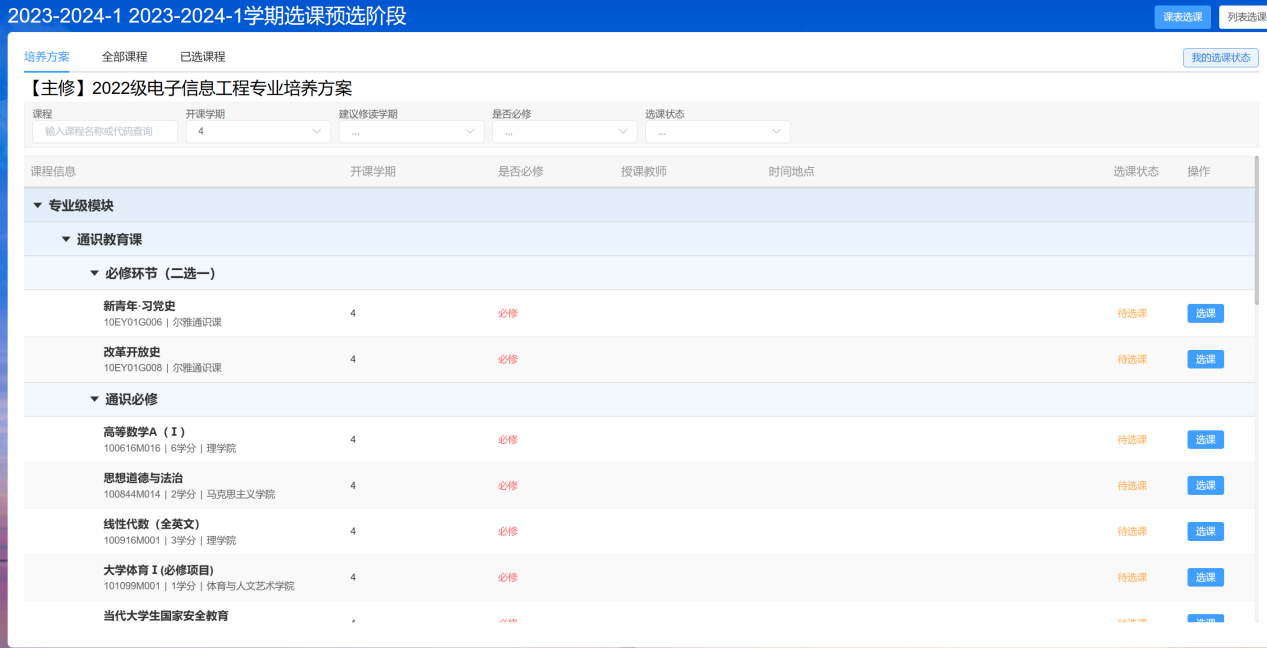 2023-2024-1 2023-2024-1学期选课预选阶段
课表选课 列表选课
培养方案 全部课程 已选课程 我的选课状态
【主修】2022级电子信息工程专业培养方案
课程 开课学期 建议修读学期 是否必修 选课状态
输入课程名称或代码查询 4 ... ... ...
课程信息 开课学期 是否必修 授课教师 时间地点 选课状态 操作
专业级模块
通识教育课
必修环节（二选一）
新青年·习党史
10EY01G006 | 尔雅通识课 4 必修 待选课 选课
改革开放史
10EY01G008 | 尔雅通识课 4 必修 待选课 选课
通识必修
高等数学A（Ⅰ）
100616M016 | 6学分 | 理学院 4 必修 待选课 选课
思想道德与法治
100844M014 | 2学分 | 马克思主义学院 4 必修 待选课 选课
线性代数（全英文）
100916M001 | 3学分 | 理学院 4 必修 待选课 选课
大学体育Ⅰ(必修项目)
101099M001 | 1学分 | 体育与人文艺术学院 4 必修 待选课 选课
当代大学生国家安全教育